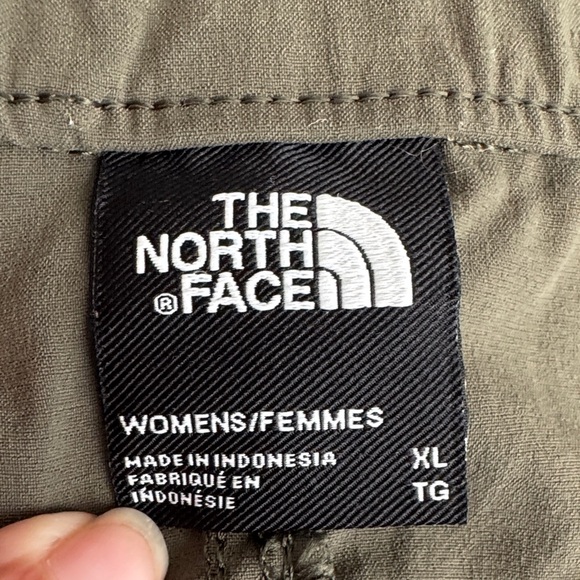 THE
NORTH
®FACE
WOMENS/FEMMES
MADE IN INDONESIA XL
FABRIQUÉ EN TG
INDONÉSIE